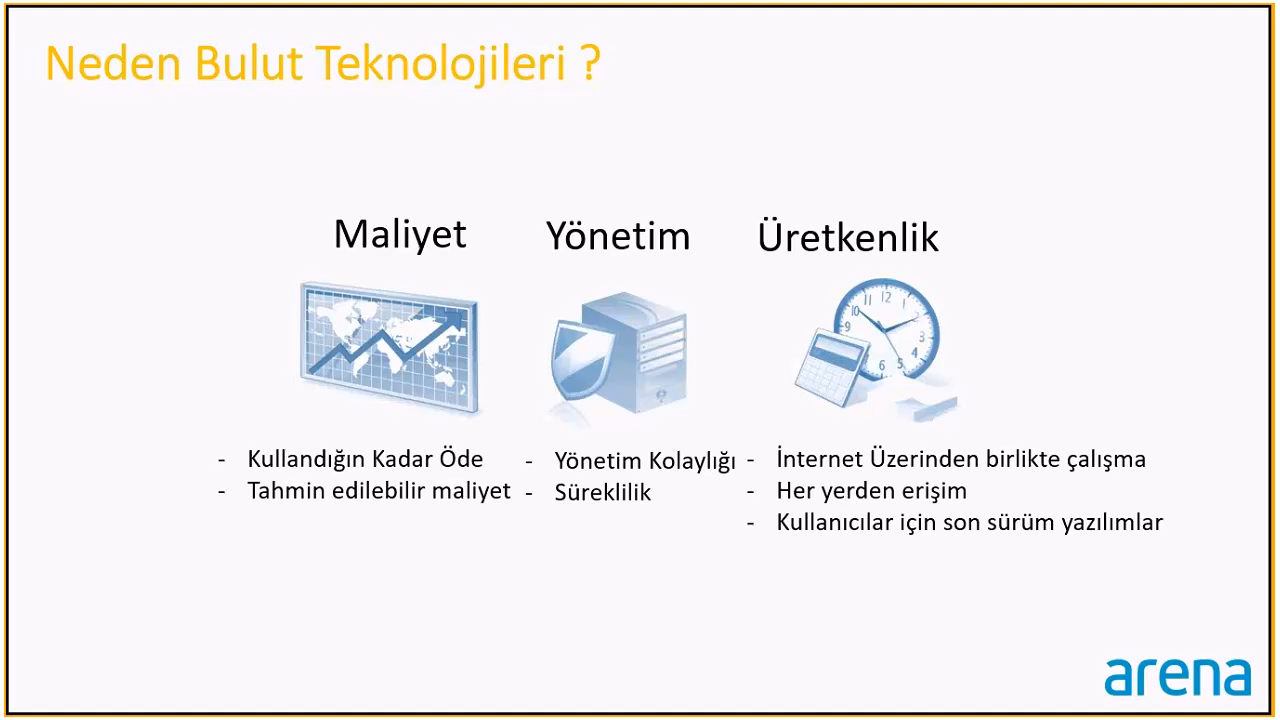 Neden Bulut Teknolojileri ?
Maliyet
Yönetim
Üretkenlik
- Kullandığın Kadar Öde
- Tahmin edilebilir maliyet
- Yönetim Kolaylığı
- Süreklilik
- İnternet Üzerinden birlikte çalışma
- Her yerden erişim
- Kullanıcılar için son sürüm yazılımlar
arena